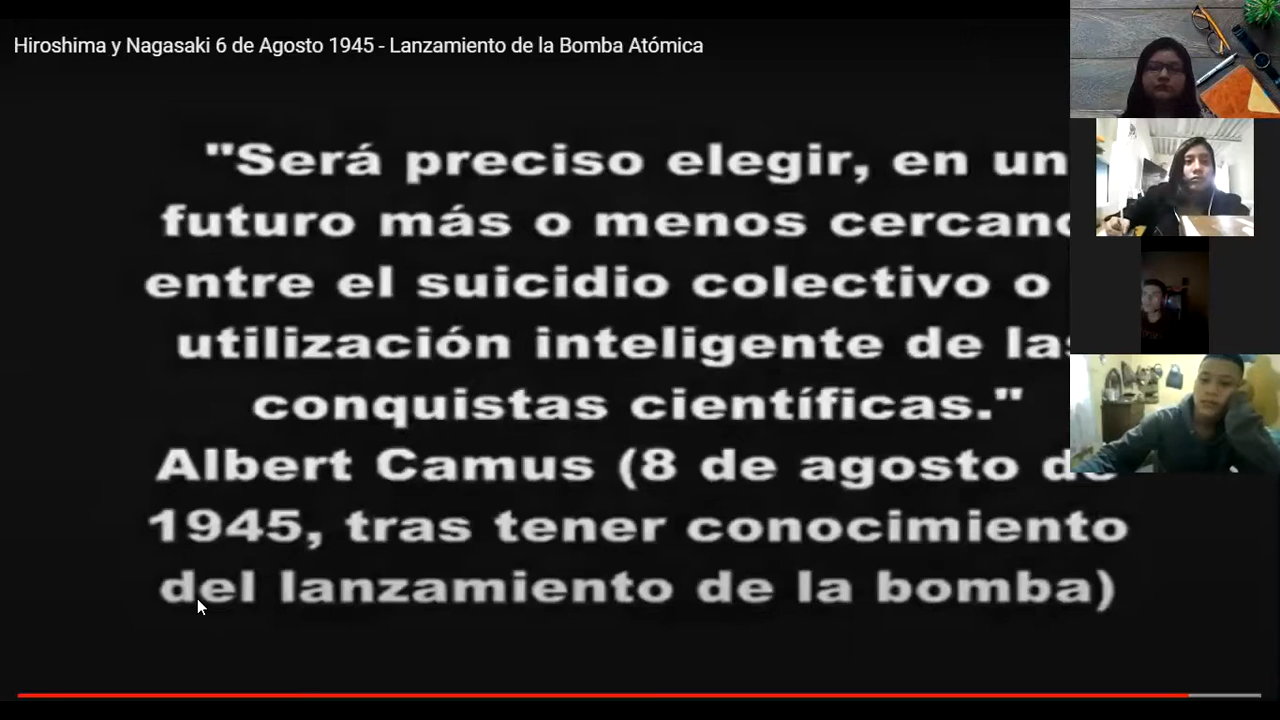 Hiroshima y Nagasaki 6 de Agosto 1945 - Lanzamiento de la Bomba Atómica
"Será preciso elegir, en un
futuro más o menos cercano
entre el suicidio colectivo o
utilización inteligente de las
conquistas científicas."
Albert Camus (8 de agosto de
1945, tras tener conocimiento
del lanzamiento de la bomba)